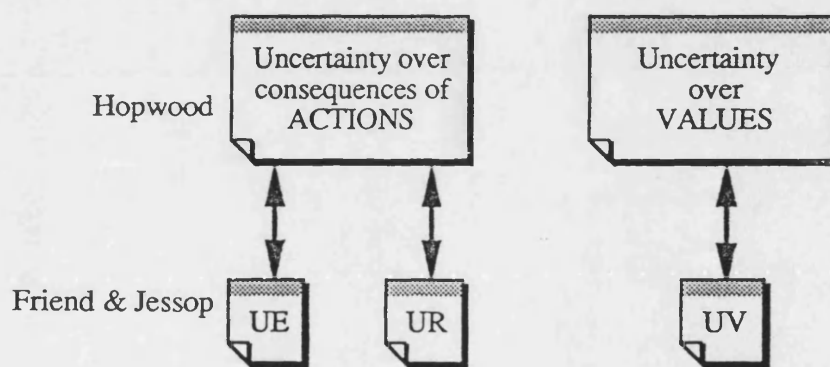 Hopwood
Uncertainty over
consequences of
ACTIONS
Uncertainty
over
VALUES
Friend & Jessop
UE
UR
UV